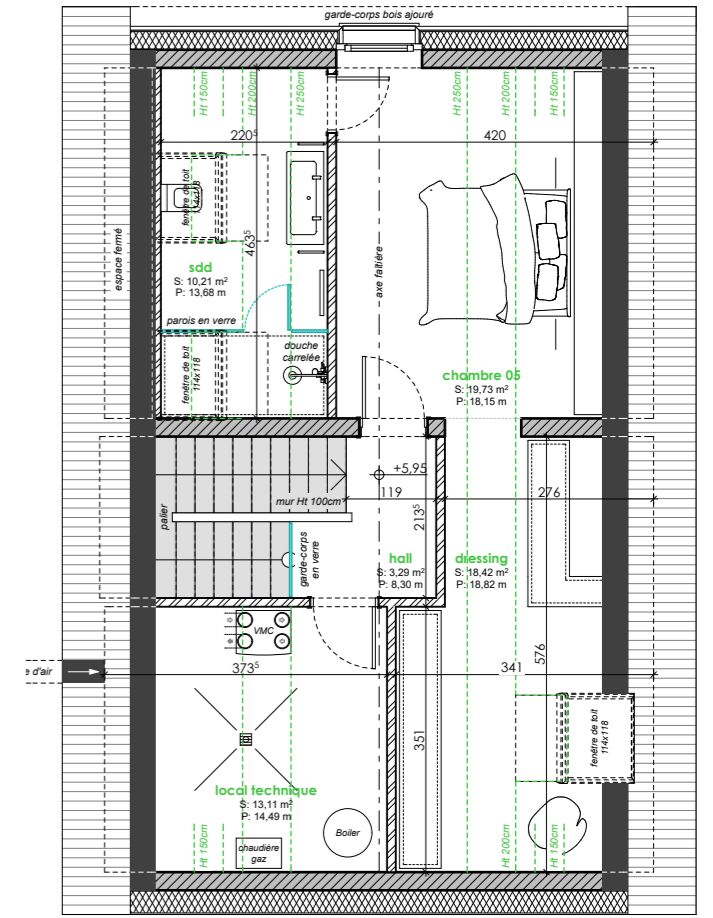 garde-corps bois ajouré
Ht 150cm
Ht 200cm
Ht 250cm
Ht 250cm
Ht 200cm
Ht 150cm
220⁵
420
fenêtre de toit
114x118
463⁵
espace fermé
axe faîtière
sdd
S: 10,21 m²
P: 13,68 m
parois en verre
douche
carrelée
fenêtre de toit
114x118
chambre 05
S: 19,73 m²
P: 18,15 m
+5,95
119
276
mur Ht 100cm
palier
213⁵
garde-corps
en verre
hall
S: 3,29 m²
P: 8,30 m
dressing
S: 18,42 m²
P: 18,82 m
VMC
e d'air
373⁵
341
576
351
fenêtre de toit
114x118
local technique
S: 13,11 m²
P: 14,49 m
Boiler
chaudière
gaz
Ht 150cm
Ht 200cm
Ht 150cm